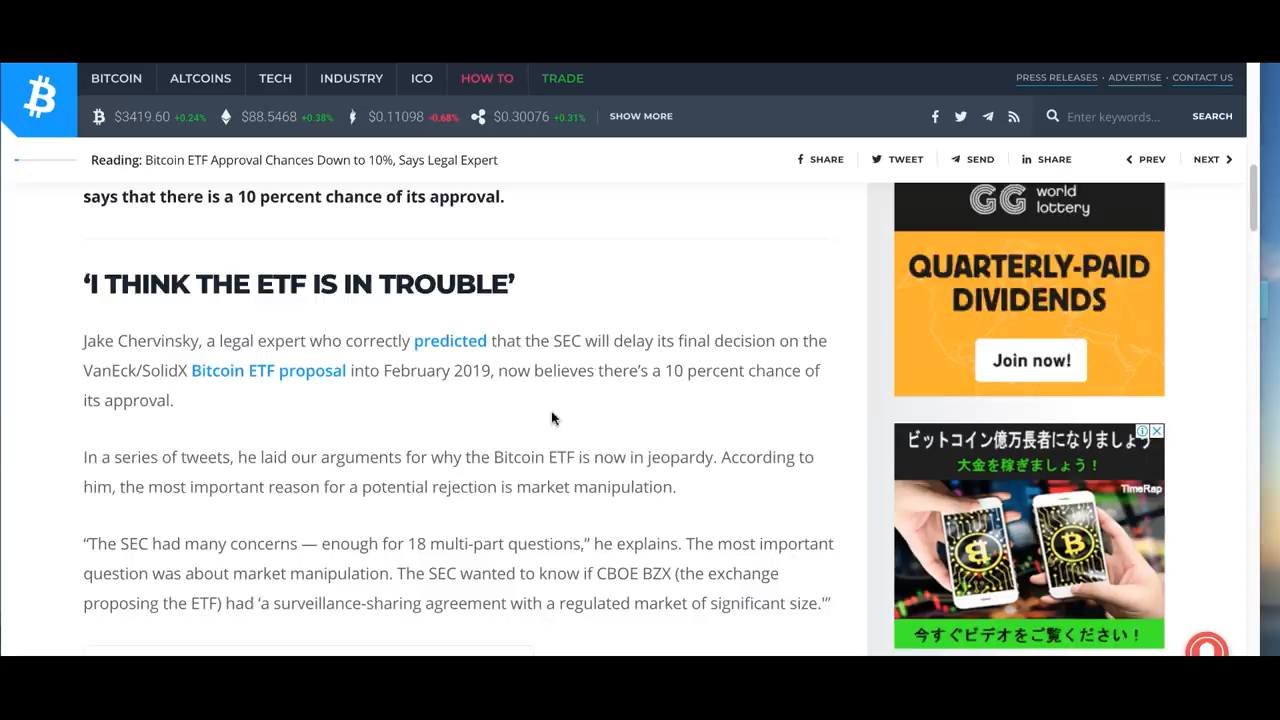 BITCOIN ALTCOINS TECH INDUSTRY ICO HOW TO TRADE PRESS RELEASES · ADVERTISE · CONTACT US
$3419.60 +0.24% $88.5468 +0.38% $0.11098 -0.68% $0.30076 +0.31% SHOW MORE Enter keywords... SEARCH
Reading: Bitcoin ETF Approval Chances Down to 10%, Says Legal Expert SHARE TWEET SEND SHARE PREV NEXT
says that there is a 10 percent chance of its approval.
‘I THINK THE ETF IS IN TROUBLE’
Jake Chervinsky, a legal expert who correctly predicted that the SEC will delay its final decision on the
VanEck/SolidX Bitcoin ETF proposal into February 2019, now believes there’s a 10 percent chance of
its approval.
In a series of tweets, he laid our arguments for why the Bitcoin ETF is now in jeopardy. According to
him, the most important reason for a potential rejection is market manipulation.
“The SEC had many concerns — enough for 18 multi-part questions,” he explains. The most important
question was about market manipulation. The SEC wanted to know if CBOE BZX (the exchange
proposing the ETF) had ‘a surveillance-sharing agreement with a regulated market of significant size.’”
GG world
lottery
QUARTERLY-PAID
DIVIDENDS
Join now!
ビットコイン億万長者になりましょう
大金を稼ぎましょう！
TimeRap
今すぐビデオをご覧ください！